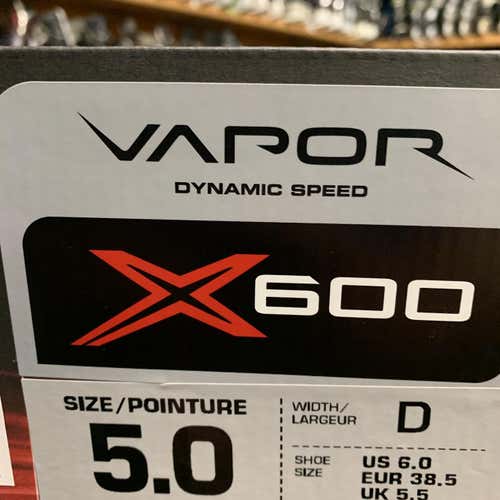 VAPOR
DYNAMIC SPEED
X600
SIZE/POINTURE
5.0
WIDTH/
LARGEUR
D
SHOE
SIZE
US 6.0
EUR 38.5
UK 5.5